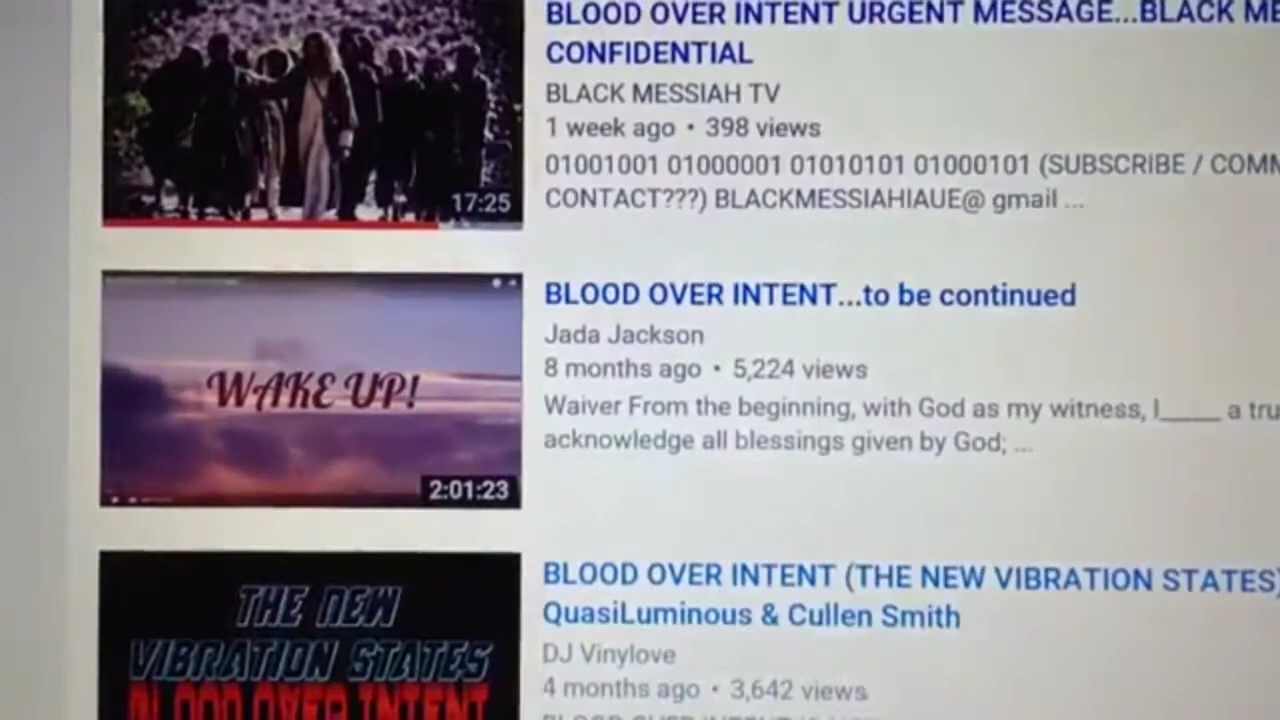 BLOOD OVER INTENT URGENT MESSAGE...BLACK
CONFIDENTIAL
BLACK MESSIAH TV
1 week ago • 398 views
01001001 01000001 01010101 01000101 (SUBSCRIBE / COMM
17:25
CONTACT???) BLACKMESSIAHIAUE@ gmail ...
BLOOD OVER INTENT...to be continued
Jada Jackson
8 months ago • 5,224 views
WAKE UP!
Waiver From the beginning, with God as my witness, I_____ a tru
acknowledge all blessings given by God; ...
2:01:23
BLOOD OVER INTENT (THE NEW VIBRATION STATES)
QuasiLuminous & Cullen Smith
THE NEW
VIBRATION STATES
BLOOD OVER INTENT
DJ Vinylove
4 months ago • 3,642 views